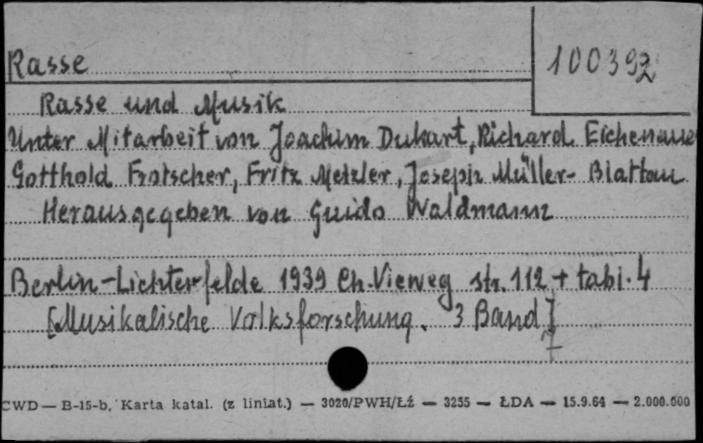 Rasse
100392
Rasse und Musik
Unter Mitarbeit von Joachim Dukart, Richard Eichenauer
Gotthold Frotscher, Fritz Metzler, Joseph Müller-Blattau
Herausgegeben von Guido Waldmann
Berlin-Lichterfelde 1939 Ch. Vieweg str. 112 + tabl. 4
[Musikalische Volksforschung. 3 Band]
CWD — B-15-b, Karta katal. (z liniat.) — 3020/PWH/Łź — 3255 — ŁDA — 15.9.64 — 2.000.000